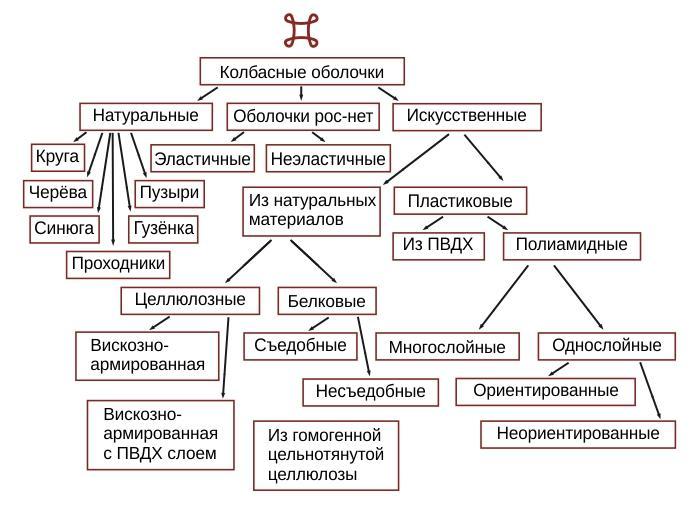 Колбасные оболочки
Натуральные
Оболочки рос-нет
Искусственные
Круга
Эластичные
Неэластичные
Черёва
Пузыри
Из натуральных
материалов
Пластиковые
Синюга
Гузёнка
Из ПВДХ
Полиамидные
Проходники
Целлюлозные
Белковые
Вискозно-
армированная
Съедобные
Многослойные
Однослойные
Несъедобные
Ориентированные
Вискозно-
армированная
с ПВДХ слоем
Из гомогенной
цельнотянутой
целлюлозы
Неориентированные